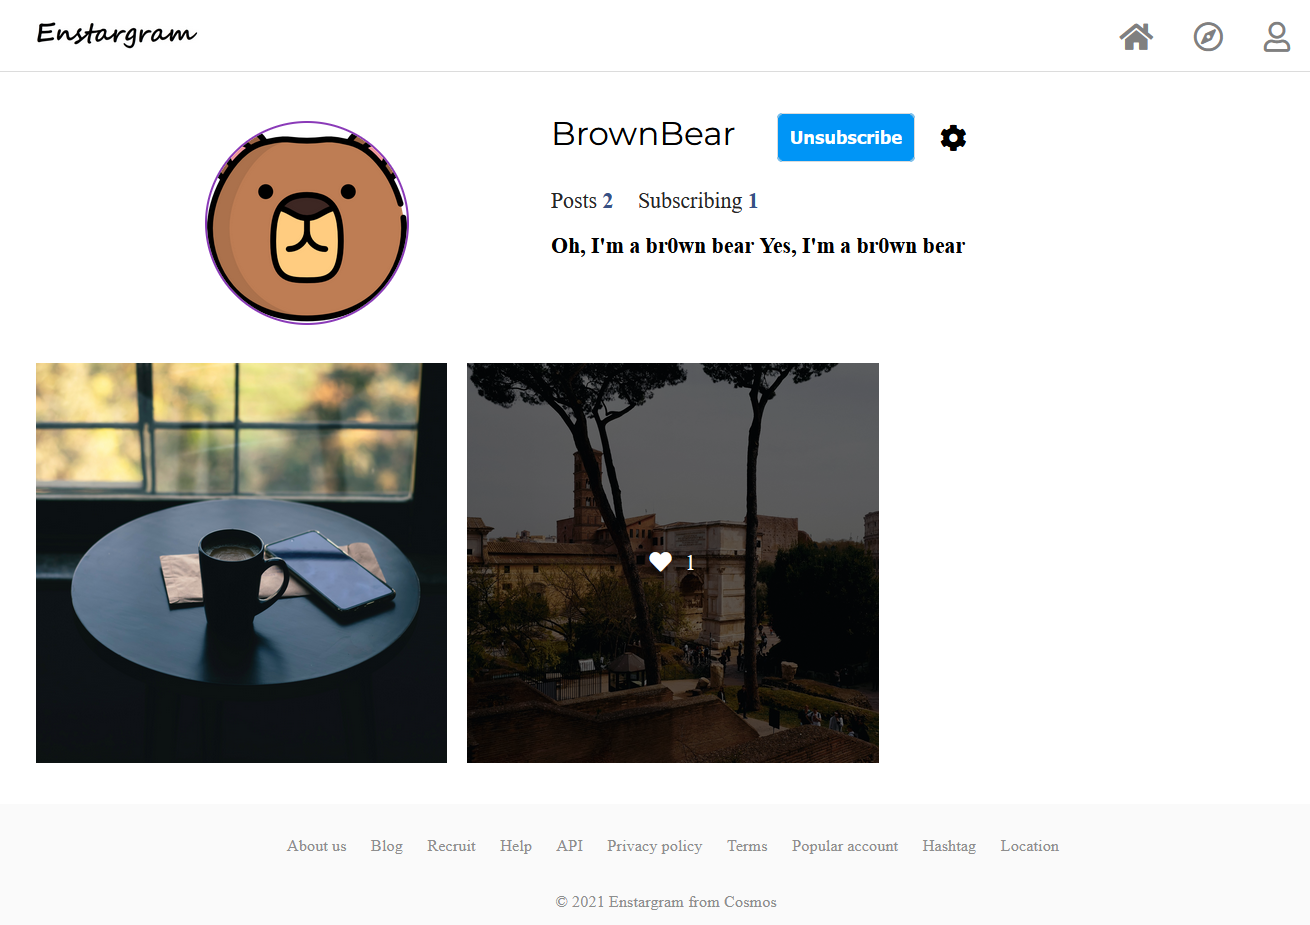 Enstargram
BrownBear
Unsubscribe
Posts 2 Subscribing 1
Oh, I'm a br0wn bear Yes, I'm a br0wn bear
1
About us Blog Recruit Help API Privacy policy Terms Popular account Hashtag Location
© 2021 Enstargram from Cosmos